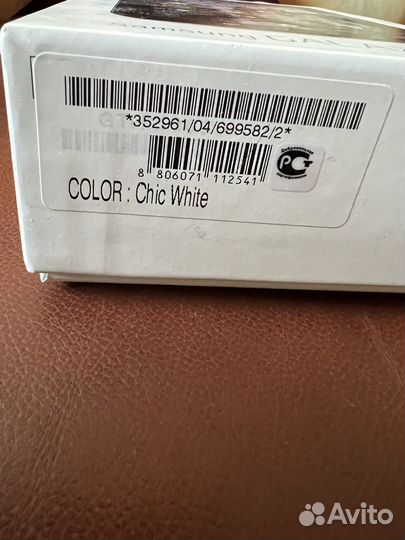 *352961/04/699582/2*
8 806071 112541
COLOR : Chic White
Avito